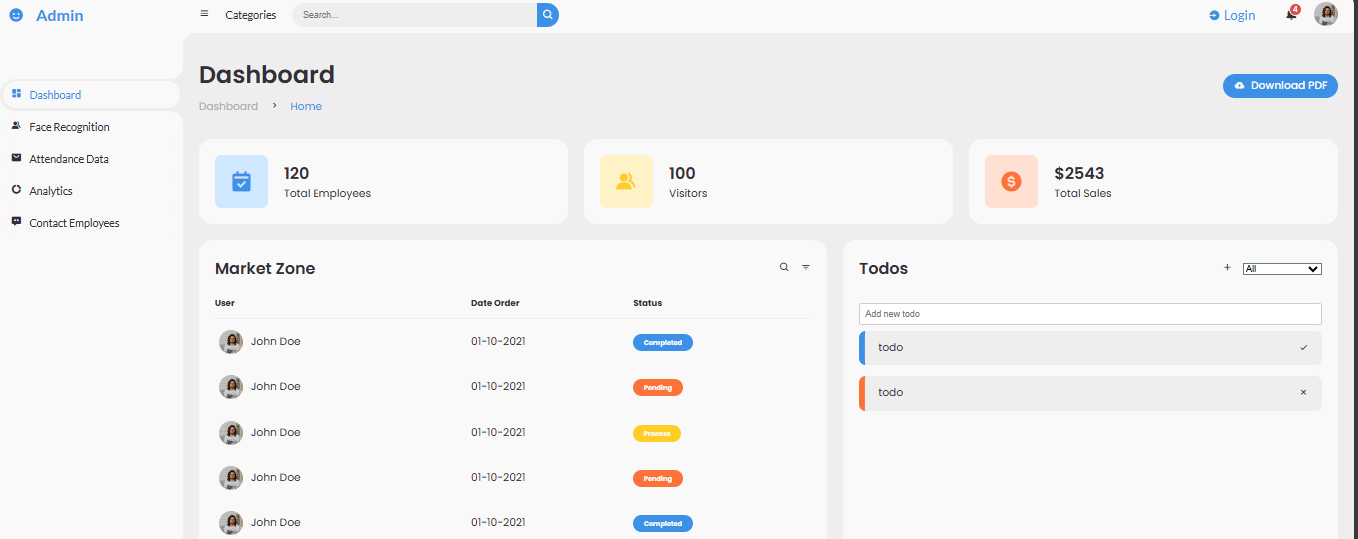 Admin
Categories
Search...
Login
4
Dashboard
Face Recognition
Attendance Data
Analytics
Contact Employees
Dashboard
Dashboard > Home
Download PDF
120
Total Employees
100
Visitors
$2543
Total Sales
Market Zone
User Date Order Status
John Doe 01-10-2021 Completed
John Doe 01-10-2021 Pending
John Doe 01-10-2021 Process
John Doe 01-10-2021 Pending
John Doe 01-10-2021 Completed
Todos
All
Add new todo
todo
todo